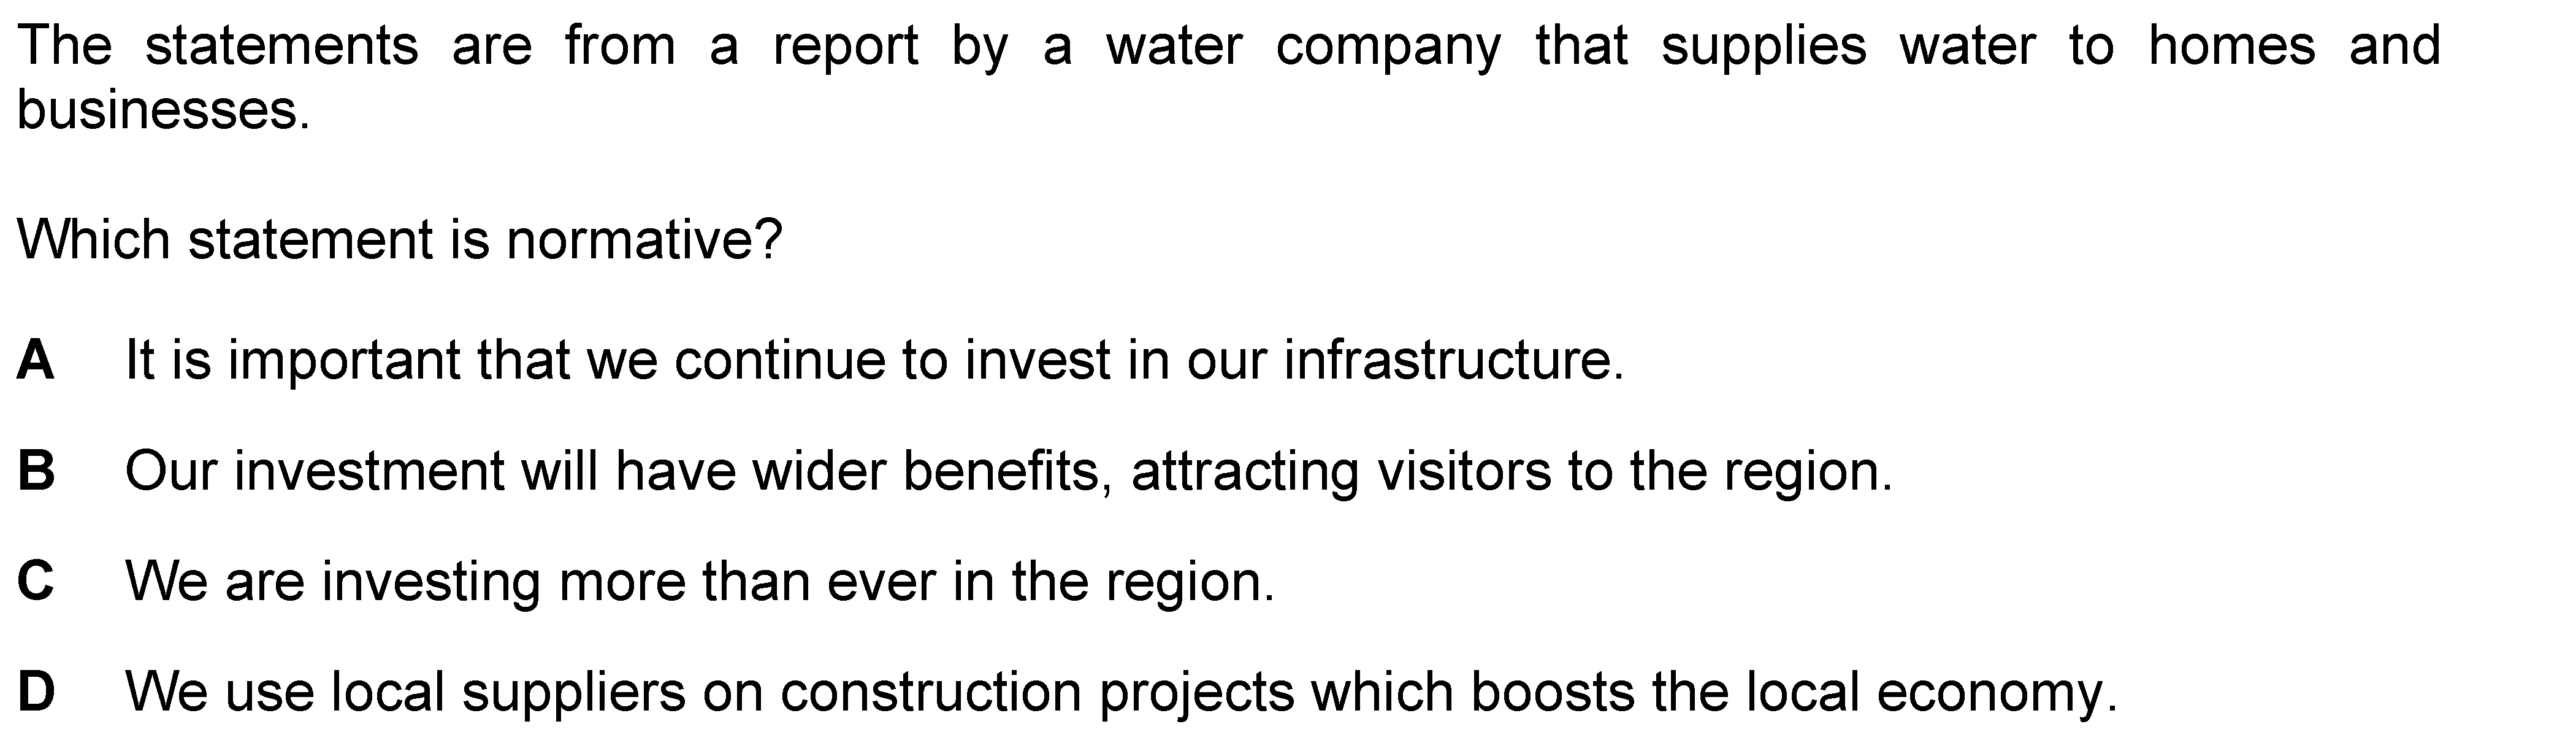 The statements are from a report by a water company that supplies water to homes and
businesses.
Which statement is normative?
A It is important that we continue to invest in our infrastructure.
B Our investment will have wider benefits, attracting visitors to the region.
C We are investing more than ever in the region.
D We use local suppliers on construction projects which boosts the local economy.